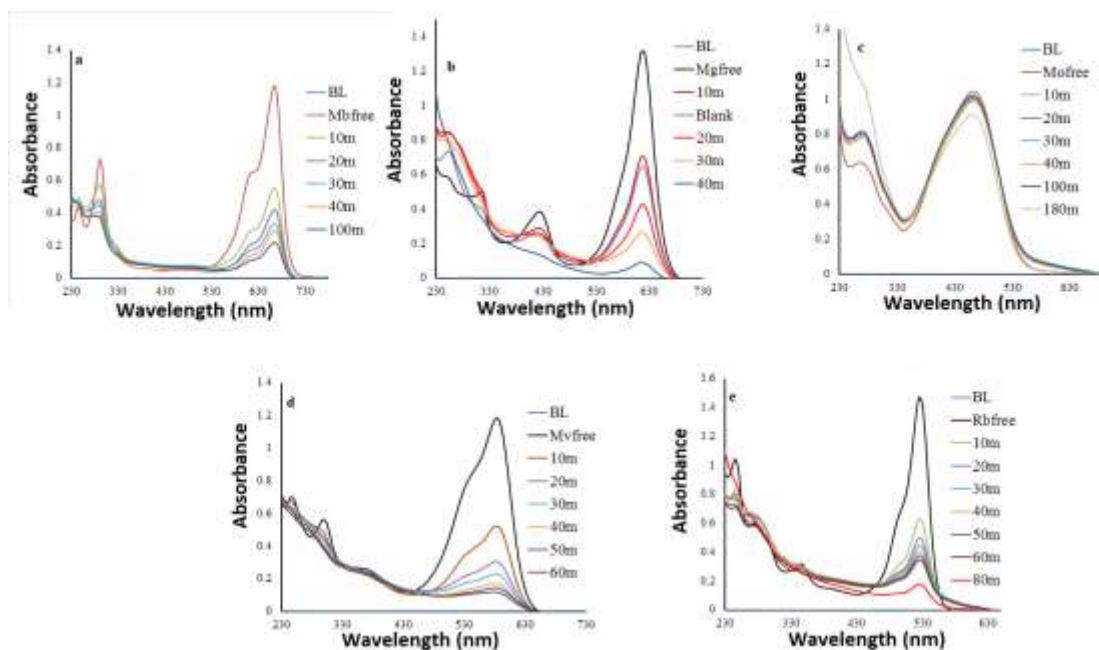 a
1.4
1.2
1
0.8
0.6
0.4
0.2
0
Absorbance
230 330 430 530 630 730
Wavelength (nm)
BL
Mbfree
10m
20m
30m
40m
100m
b
1.4
1.2
1
0.8
0.6
0.4
0.2
0
Absorbance
230 330 430 530 630 730
Wavelength (nm)
BL
Mgfree
10m
Blank
20m
30m
40m
c
1.4
1.2
1
0.8
0.6
0.4
0.2
0
Absorbance
230 330 430 530 630
Wavelength (nm)
BL
Mofree
10m
20m
30m
40m
100m
180m
d
1.4
1.2
1
0.8
0.6
0.4
0.2
0
Absorbance
230 330 430 530 630 730
Wavelength (nm)
BL
Mvfree
10m
20m
30m
40m
50m
60m
e
1.6
1.4
1.2
1
0.8
0.6
0.4
0.2
0
Absorbance
230 330 430 530 630
Wavelength (nm)
BL
Rbfree
10m
20m
30m
40m
50m
60m
80m